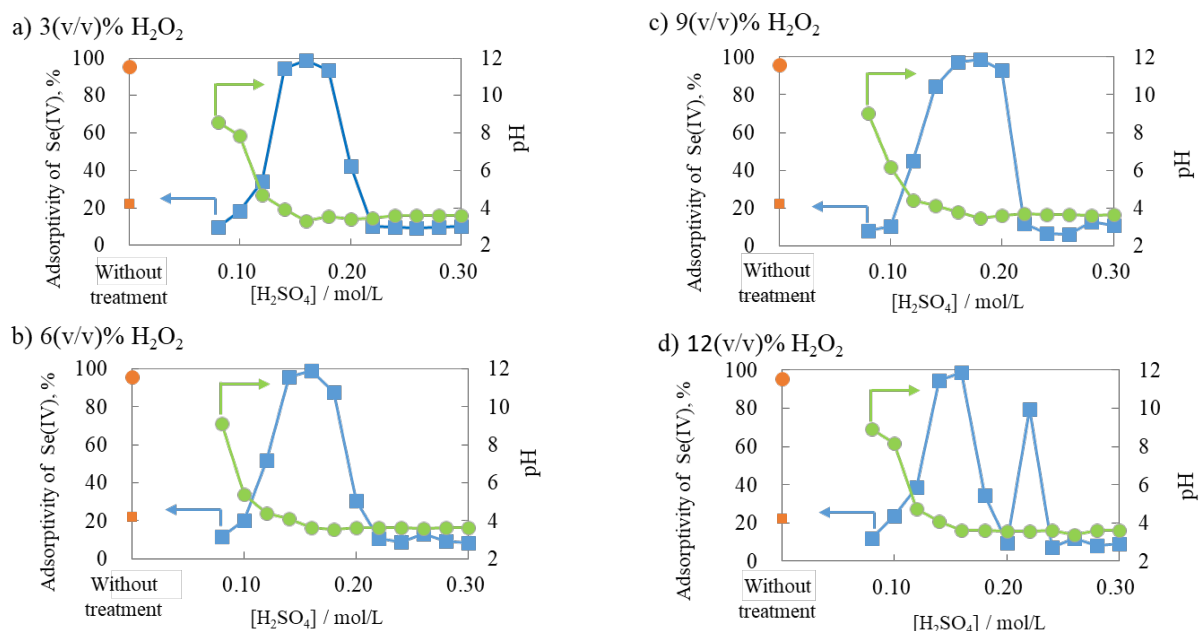 a) 3(v/v)% H₂O₂
Adsorptivity of Se(IV), %
100
80
60
40
20
0
12
10
8
6
4
2
pH
Without
treatment
0.10
0.20
0.30
[H₂SO₄] / mol/L
b) 6(v/v)% H₂O₂
Adsorptivity of Se(IV), %
100
80
60
40
20
0
12
10
8
6
4
2
pH
Without
treatment
0.10
0.20
0.30
[H₂SO₄] / mol/L
c) 9(v/v)% H₂O₂
Adsorptivity of Se(IV), %
100
80
60
40
20
0
12
10
8
6
4
2
pH
Without
treatment
0.10
0.20
0.30
[H₂SO₄] / mol/L
d) 12(v/v)% H₂O₂
Adsorptivity of Se(IV), %
100
80
60
40
20
0
12
10
8
6
4
2
pH
Without
treatment
0.10
0.20
0.30
[H₂SO₄] / mol/L